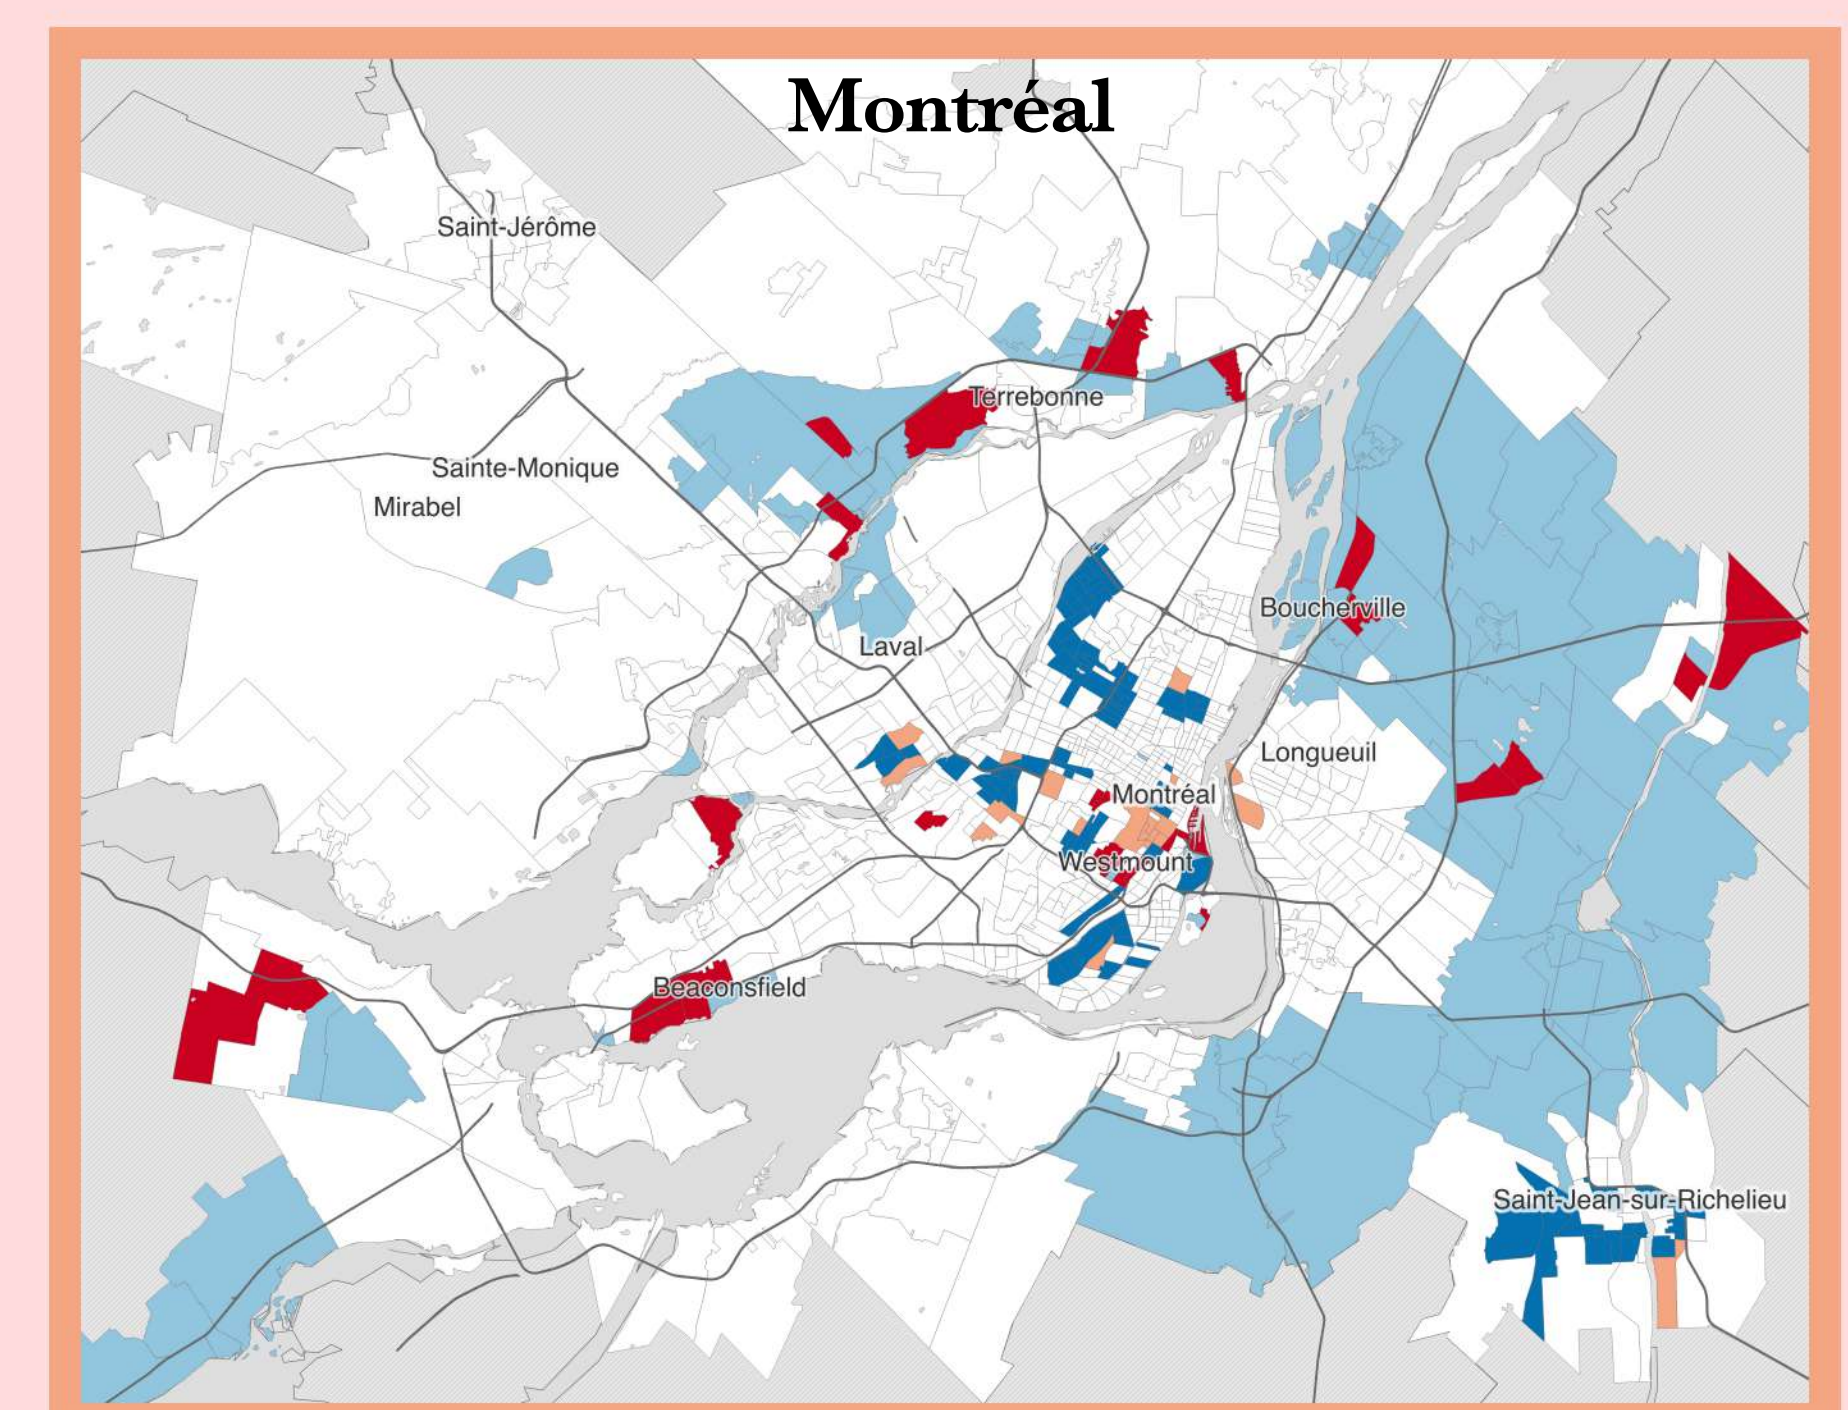 Montréal
Saint-Jérôme
Terrebonne
Sainte-Monique
Mirabel
Boucherville
Laval
Longueuil
Montréal
Westmount
Beaconsfield
Saint-Jean-sur-Richelieu